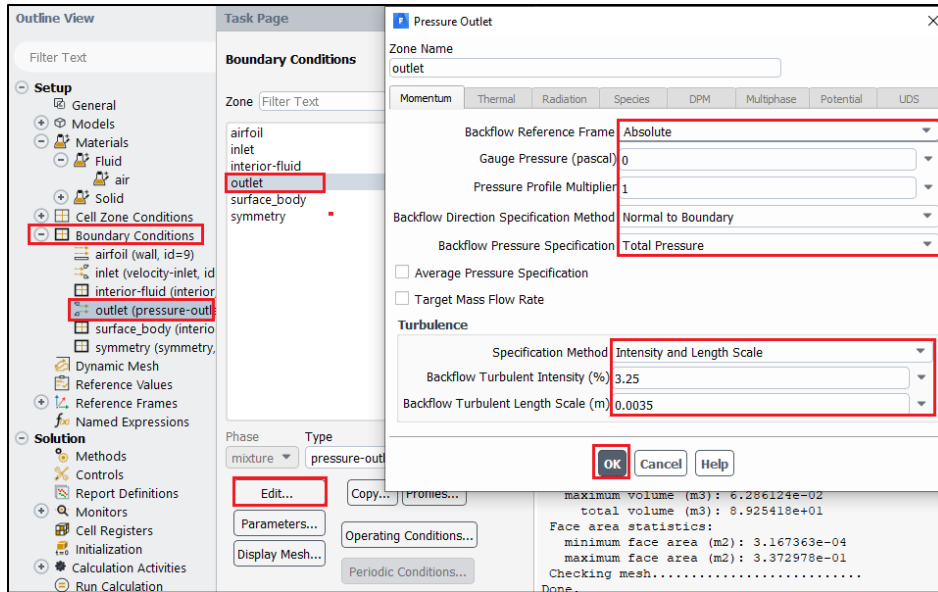 Outline View
Filter Text
Setup
General
Models
Materials
Fluid
air
Solid
Cell Zone Conditions
Boundary Conditions
airfoil (wall, id=9)
inlet (velocity-inlet, id
interior-fluid (interior
outlet (pressure-outl
surface_body (interio
symmetry (symmetry,
Dynamic Mesh
Reference Values
Reference Frames
fx Named Expressions
Solution
Methods
Controls
Report Definitions
Monitors
Cell Registers
Initialization
Calculation Activities
Run Calculation
Task Page
Boundary Conditions
Zone Filter Text
airfoil
inlet
interior-fluid
outlet
surface_body
symmetry
Phase Type
mixture pressure-outl
Edit... Copy... Profiles...
Parameters... Operating Conditions...
Display Mesh... Periodic Conditions...
Pressure Outlet
Zone Name
outlet
Momentum Thermal Radiation Species DPM Multiphase Potential UDS
Backflow Reference Frame Absolute
Gauge Pressure (pascal) 0
Pressure Profile Multiplier 1
Backflow Direction Specification Method Normal to Boundary
Backflow Pressure Specification Total Pressure
Average Pressure Specification
Target Mass Flow Rate
Turbulence
Specification Method Intensity and Length Scale
Backflow Turbulent Intensity (%) 3.25
Backflow Turbulent Length Scale (m) 0.0035
OK Cancel Help
maximum volume (m3): 6.286124e-02
total volume (m3): 8.925418e+01
Face area statistics:
minimum face area (m2): 3.167363e-04
maximum face area (m2): 3.372978e-01
Checking mesh..........................
Done.